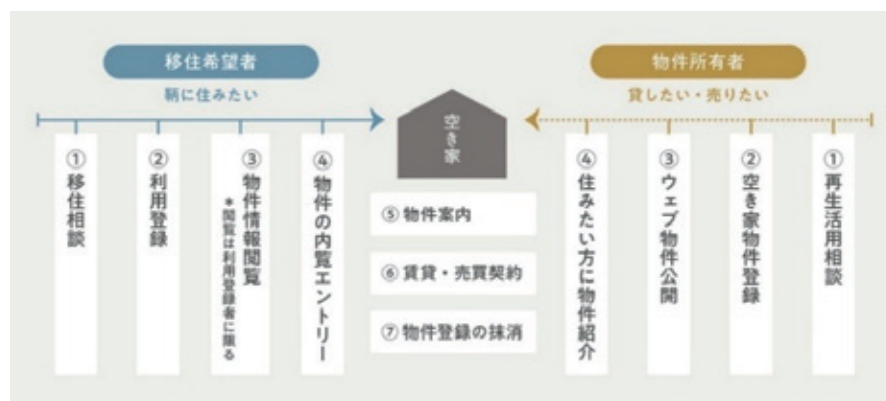 移住希望者
鞆に住みたい
①移住相談
②利用登録
③物件情報閲覧
＊閲覧は利用登録者に限る
④物件の内覧エントリー
空き家
⑤物件案内
⑥賃貸・売買契約
⑦物件登録の抹消
物件所有者
貸したい・売りたい
④住みたい方に物件紹介
③ウェブ物件公開
②空き家物件登録
①再生活用相談